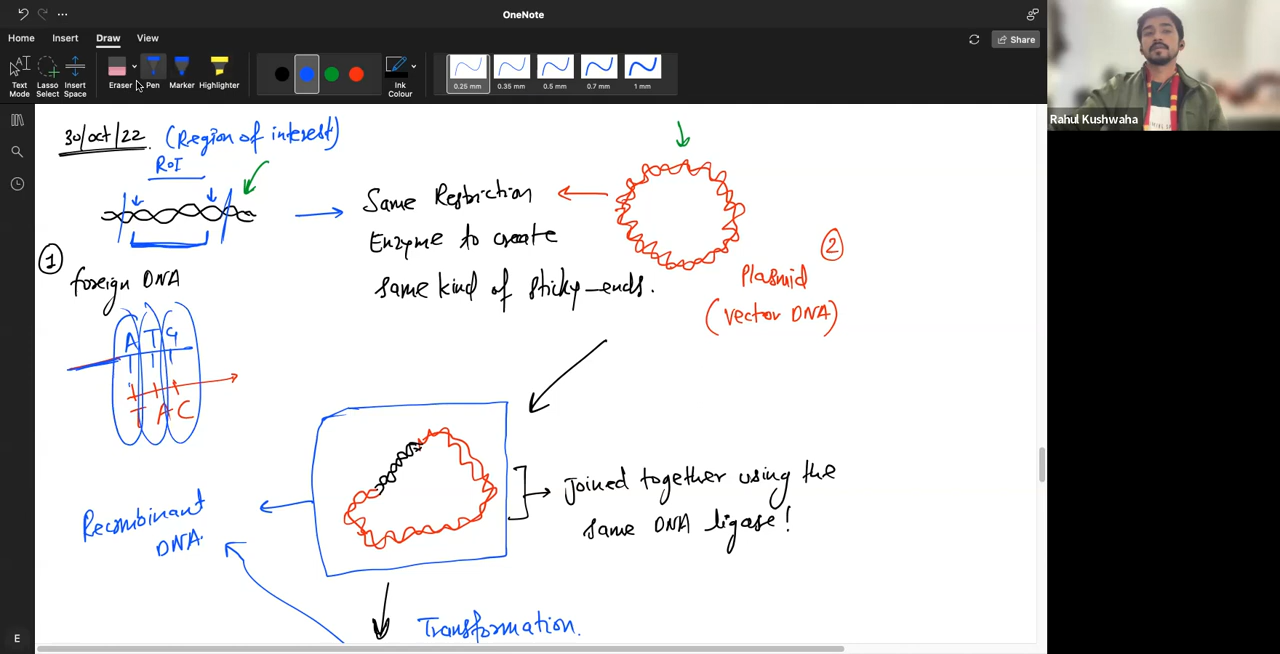 OneNote
Home
Insert
Draw
View
Share
Text Mode
Lasso Select
Insert Space
Eraser
Pen
Marker
Highlighter
Ink Colour
0.25 mm
0.35 mm
0.5 mm
0.7 mm
1 mm
Rahul Kushwaha
30/oct/22. (Region of interest)
ROI
Same Restriction
Enzyme to create
same kind of sticky-ends.
1
foreign DNA
2
Plasmid
(vector DNA)
A T G
T A C
Joined together using the
same DNA ligase!
Recombinant
DNA.
Transformation.
E